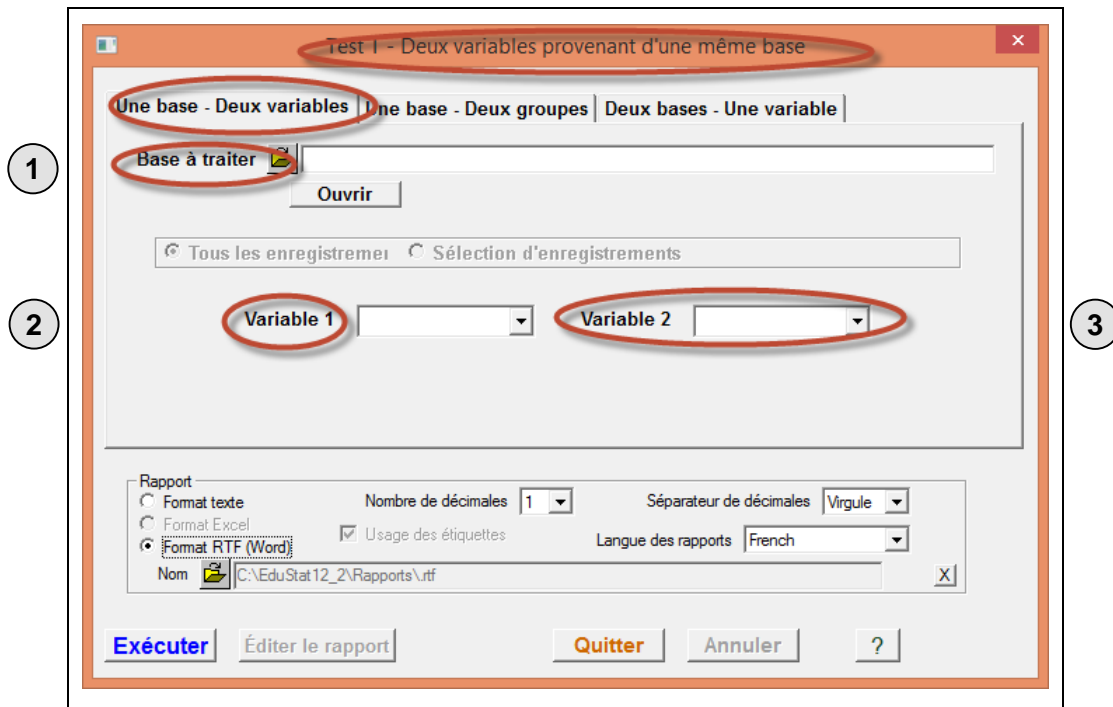 Test T - Deux variables provenant d'une même base
Une base - Deux variables Une base - Deux groupes Deux bases - Une variable
1 Base à traiter
Ouvrir
Tous les enregistremen Sélection d'enregistrements
2 Variable 1 Variable 2 3
Rapport
Format texte Nombre de décimales 1 Séparateur de décimales Virgule
Format Excel Usage des étiquettes
Format RTF (Word) Langue des rapports French
Nom C:\EduStat12_2\Rapports\.rtf X
Exécuter Éditer le rapport Quitter Annuler ?